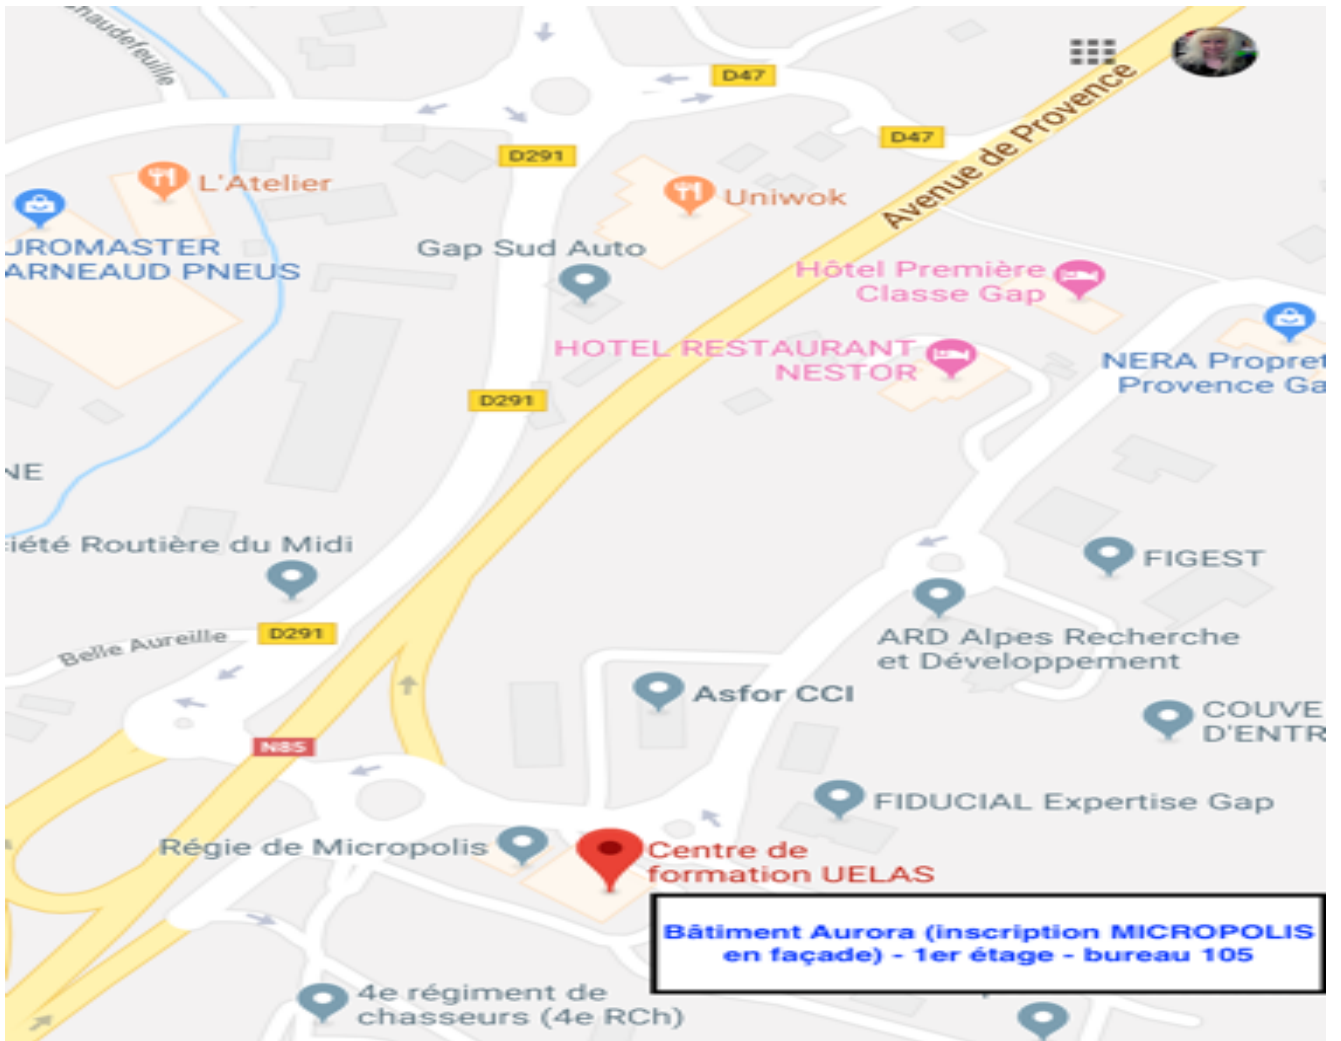 haudefeuille
D47
Avenue de Provence
D47
D291
L'Atelier
Uniwok
UROMASTER
ARNEAUD PNEUS
Gap Sud Auto
Hôtel Première
Classe Gap
HOTEL RESTAURANT
NESTOR
NERA Propret
Provence Ga
D291
NE
iété Routière du Midi
FIGEST
Belle Aureille
D291
ARD Alpes Recherche
et Développement
Asfor CCI
COUVE
D'ENTR
N85
FIDUCIAL Expertise Gap
Régie de Micropolis
Centre de
formation UELAS
Bâtiment Aurora (inscription MICROPOLIS
en façade) - 1er étage - bureau 105
4e régiment de
chasseurs (4e RCh)